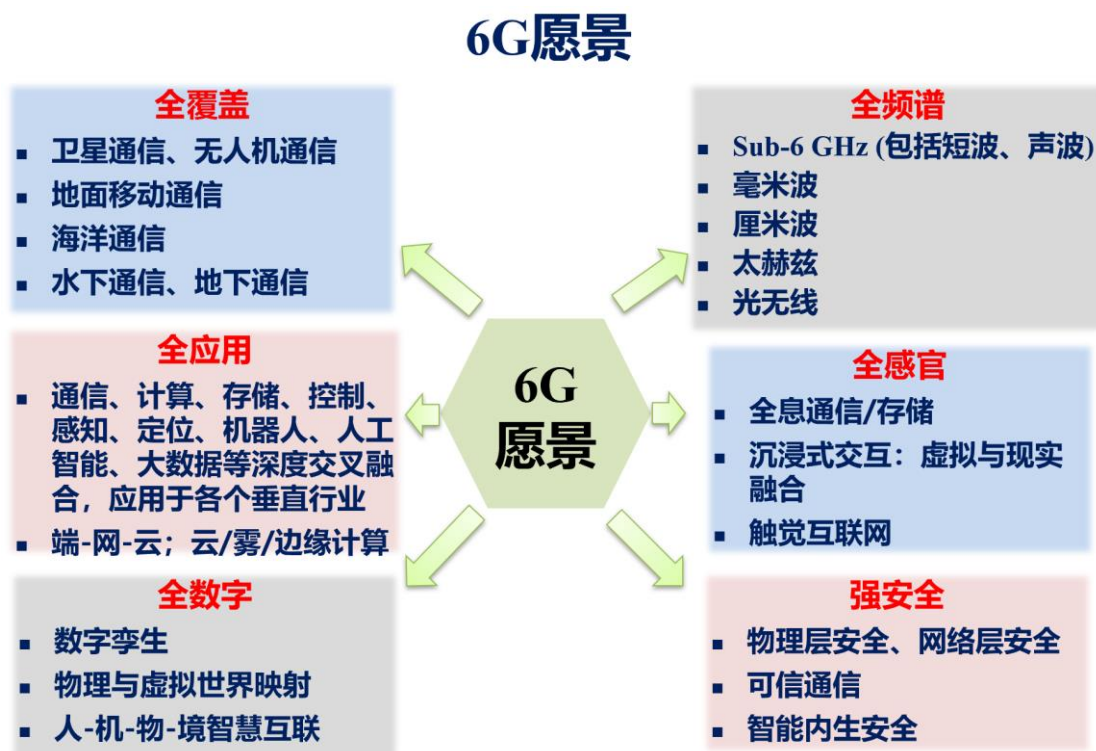 6G愿景
全覆盖
▪ 卫星通信、无人机通信
▪ 地面移动通信
▪ 海洋通信
▪ 水下通信、地下通信
全频谱
▪ Sub-6 GHz (包括短波、声波)
▪ 毫米波
▪ 厘米波
▪ 太赫兹
▪ 光无线
全应用
▪ 通信、计算、存储、控制、
感知、定位、机器人、人工
智能、大数据等深度交叉融
合，应用于各个垂直行业
▪ 端-网-云；云/雾/边缘计算
6G
愿景
全感官
▪ 全息通信/存储
▪ 沉浸式交互：虚拟与现实
融合
▪ 触觉互联网
全数字
▪ 数字孪生
▪ 物理与虚拟世界映射
▪ 人-机-物-境智慧互联
强安全
▪ 物理层安全、网络层安全
▪ 可信通信
▪ 智能内生安全